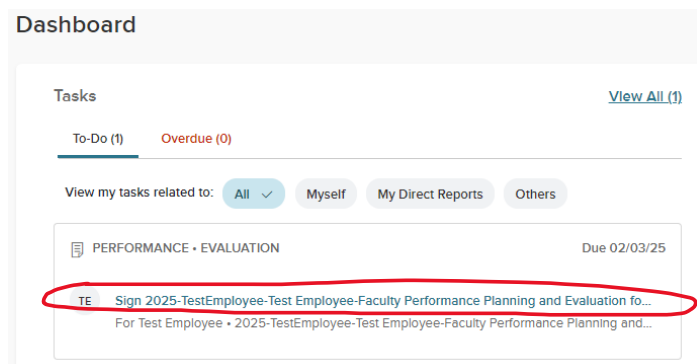 Dashboard
Tasks
View All (1)
To-Do (1) Overdue (0)
View my tasks related to: All Myself My Direct Reports Others
PERFORMANCE • EVALUATION Due 02/03/25
TE Sign 2025-TestEmployee-Test Employee-Faculty Performance Planning and Evaluation fo...
For Test Employee • 2025-TestEmployee-Test Employee-Faculty Performance Planning and...